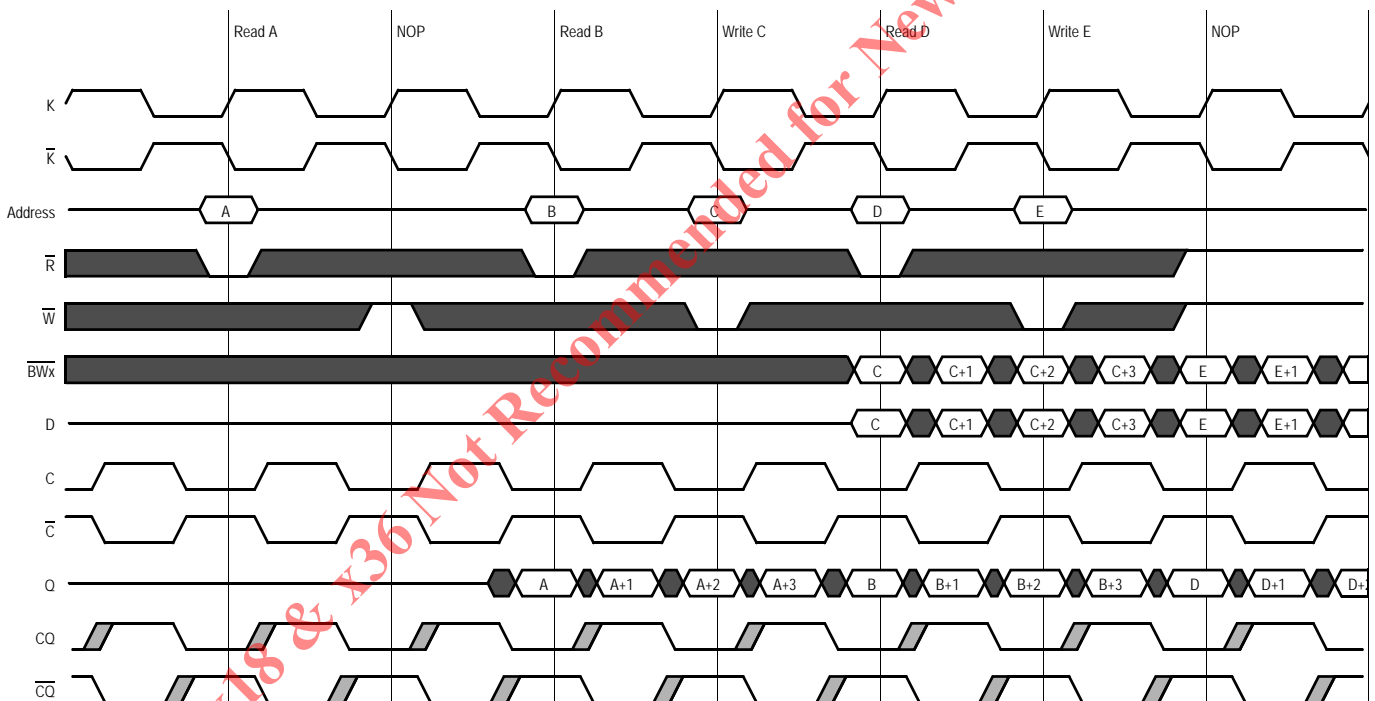 Read A NOP Read B Write C Read D Write E NOP
K
K
Address A B C D E
R
W
BWx C C+1 C+2 C+3 E E+1
D C C+1 C+2 C+3 E E+1
C
C
Q A A+1 A+2 A+3 B B+1 B+2 B+3 D D+1
CQ
CQ
x18 & x36 Not Recommended for New